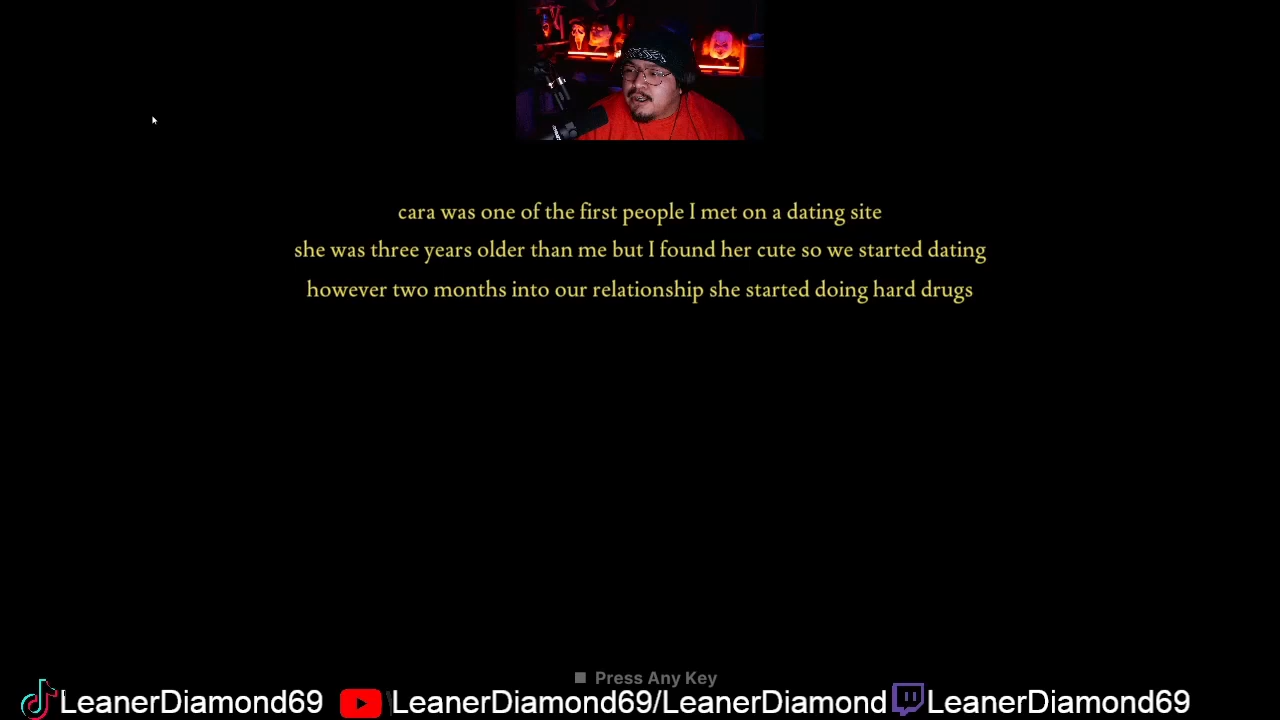 cara was one of the first people I met on a dating site
she was three years older than me but I found her cute so we started dating
however two months into our relationship she started doing hard drugs
Press Any Key
LeanerDiamond69 LeanerDiamond69/LeanerDiamond LeanerDiamond69